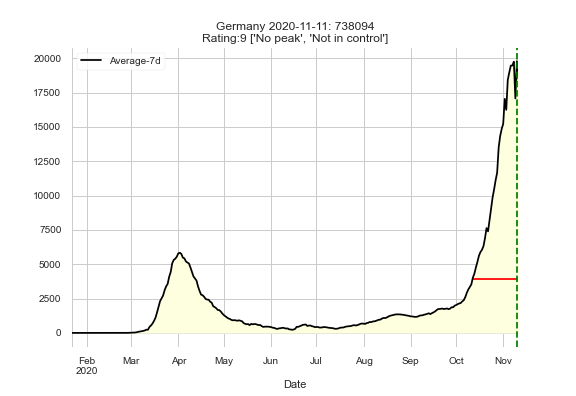 Germany 2020-11-11: 738094
Rating:9 ['No peak', 'Not in control']
Average-7d
20000
17500
15000
12500
10000
7500
5000
2500
0
Feb Mar Apr May Jun Jul Aug Sep Oct Nov
2020
Date